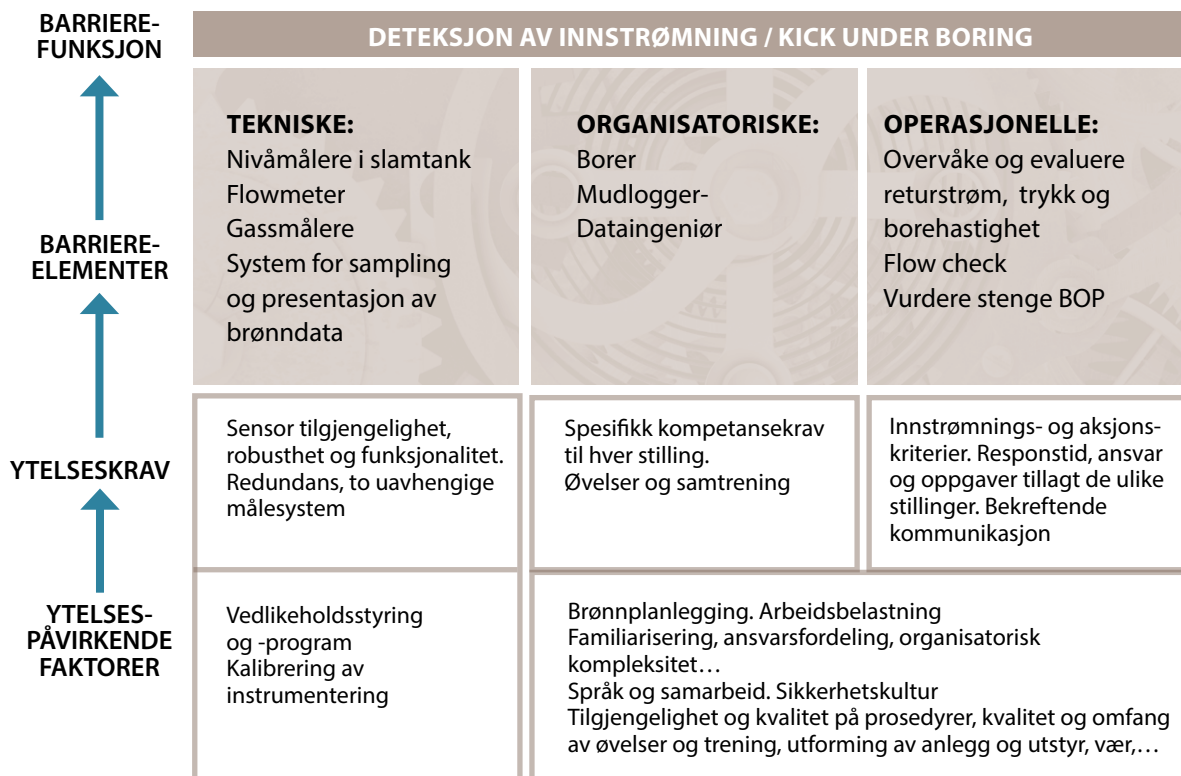 BARRIERE-
FUNKSJON
DETEKSJON AV INNSTRØMNING / KICK UNDER BORING
BARRIERE-
ELEMENTER
TEKNISKE:
Nivåmålere i slamtank
Flowmeter
Gassmålere
System for sampling
og presentasjon av
brønndata
ORGANISATORISKE:
Borer
Mudlogger-
Dataingeniør
OPERASJONELLE:
Overvåke og evaluere
returstrøm, trykk og
borehastighet
Flow check
Vurdere stenge BOP
YTELSESKRAV
Sensor tilgjengelighet,
robusthet og funksjonalitet.
Redundans, to uavhengige
målesystem
Spesifikk kompetansekrav
til hver stilling.
Øvelser og samtrening
Innstrømnings- og aksjons-
kriterier. Responstid, ansvar
og oppgaver tillagt de ulike
stillinger. Bekreftende
kommunikasjon
YTELSES-
PÅVIRKENDE
FAKTORER
Vedlikeholdsstyring
og -program
Kalibrering av
instrumentering
Brønnplanlegging. Arbeidsbelastning
Familiarisering, ansvarsfordeling, organisatorisk
kompleksitet…
Språk og samarbeid. Sikkerhetskultur
Tilgjengelighet og kvalitet på prosedyrer, kvalitet og omfang
av øvelser og trening, utforming av anlegg og utstyr, vær,…